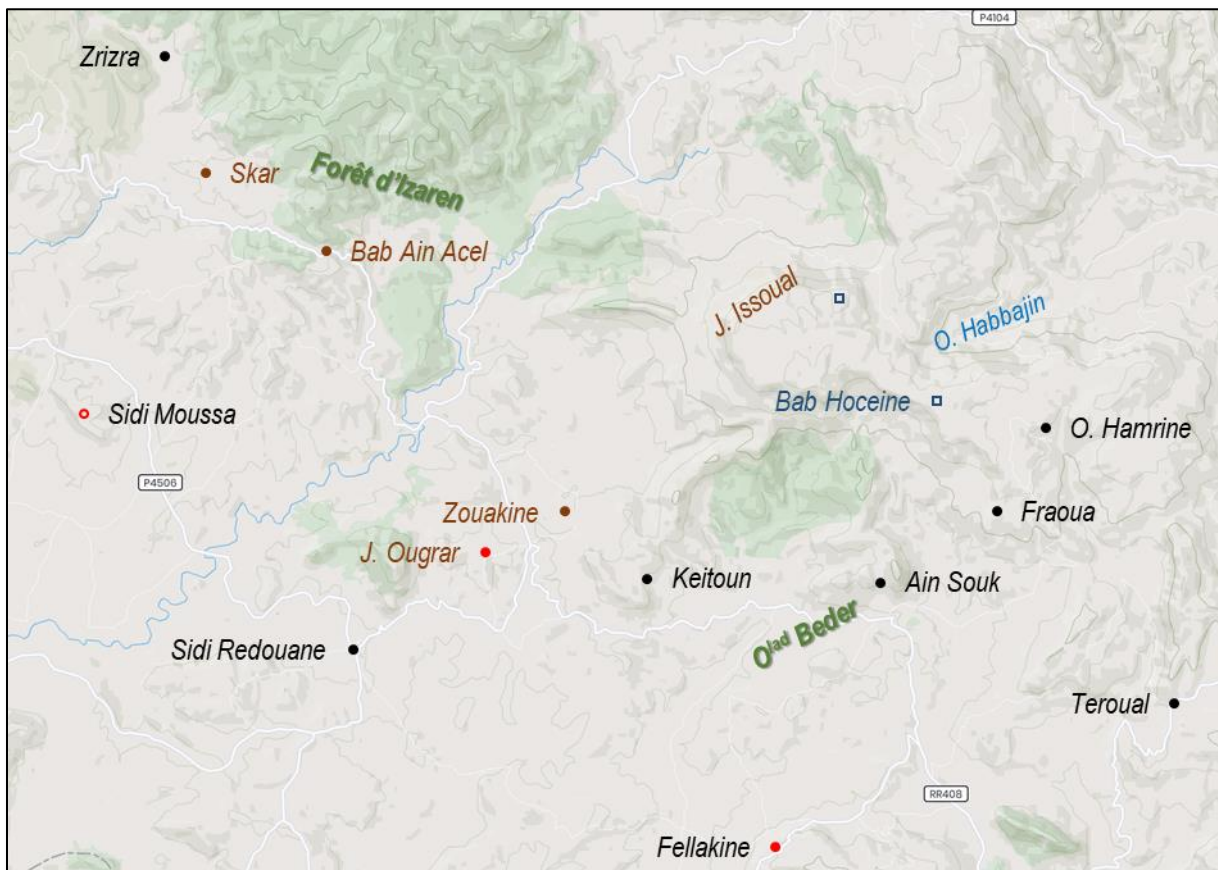 P4104
Zrizra
Skar
Forêt d'Izaren
Bab Ain Acel
J. Issoual
O. Habbajin
Bab Hoceine
Sidi Moussa
O. Hamrine
P4506
Zouakine
Fraoua
J. Ougrar
Keitoun
Ain Souk
Olad Beder
Sidi Redouane
Teroual
RR408
Fellakine